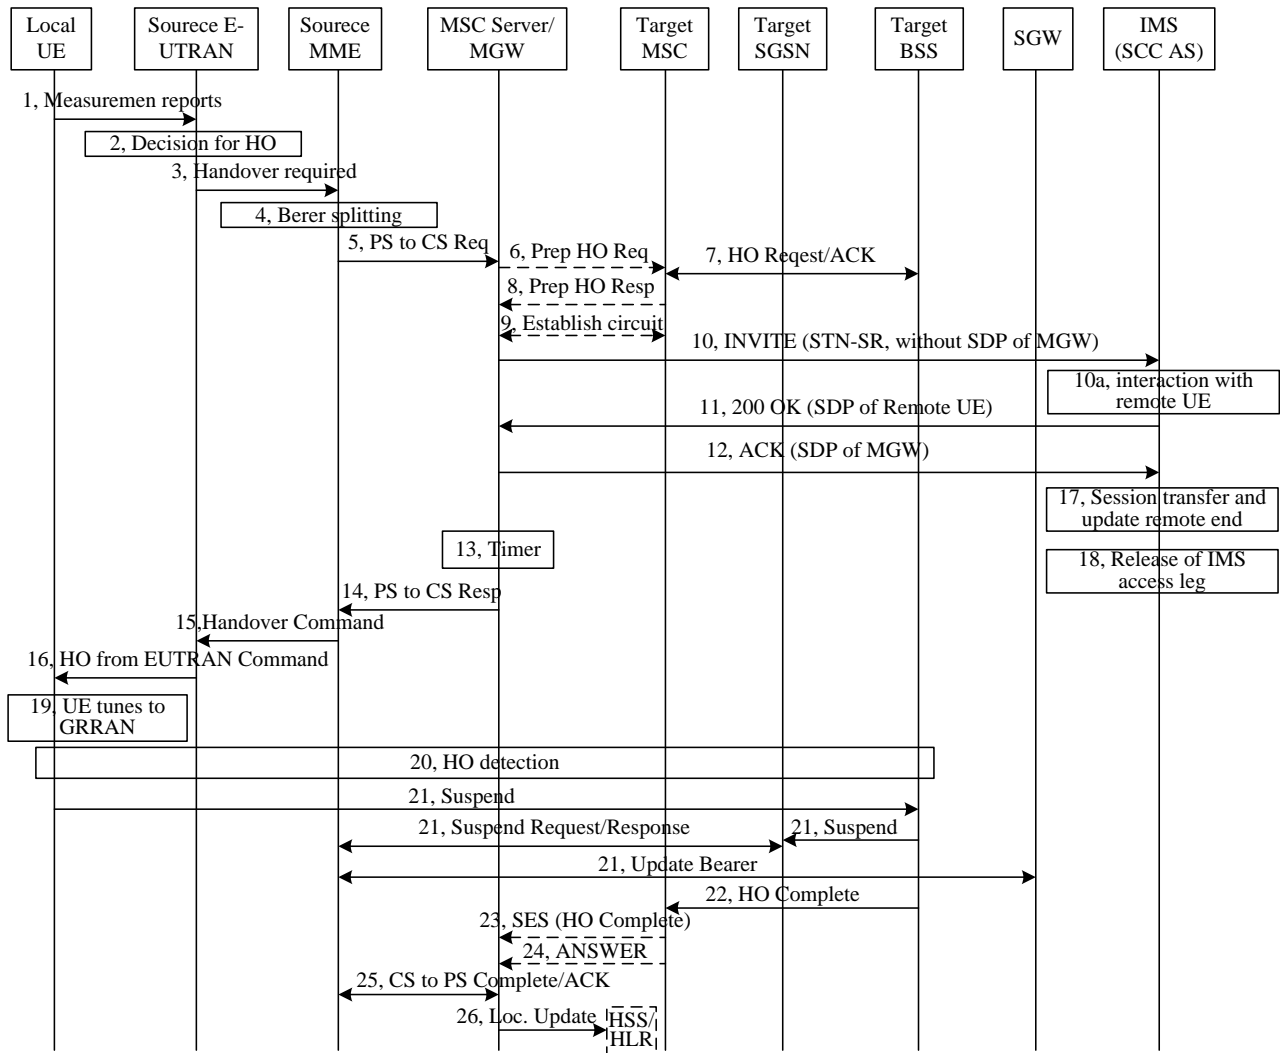 Local
UE
Sourece E-
UTRAN
Sourece
MME
MSC Server/
MGW
Target
MSC
Target
SGSN
Target
BSS
SGW
IMS
(SCC AS)
1, Measuremen reports
2, Decision for HO
3, Handover required
4, Berer splitting
5, PS to CS Req
6, Prep HO Req
7, HO Reqest/ACK
8, Prep HO Resp
9, Establish circuit
10, INVITE (STN-SR, without SDP of MGW)
10a, interaction with
remote UE
11, 200 OK (SDP of Remote UE)
12, ACK (SDP of MGW)
17, Session transfer and
update remote end
13, Timer
18, Release of IMS
access leg
14, PS to CS Resp
15,Handover Command
16, HO from EUTRAN Command
19, UE tunes to
GRRAN
20, HO detection
21, Suspend
21, Suspend Request/Response
21, Suspend
21, Update Bearer
22, HO Complete
23, SES (HO Complete)
24, ANSWER
25, CS to PS Complete/ACK
26, Loc. Update
HSS/
HLR